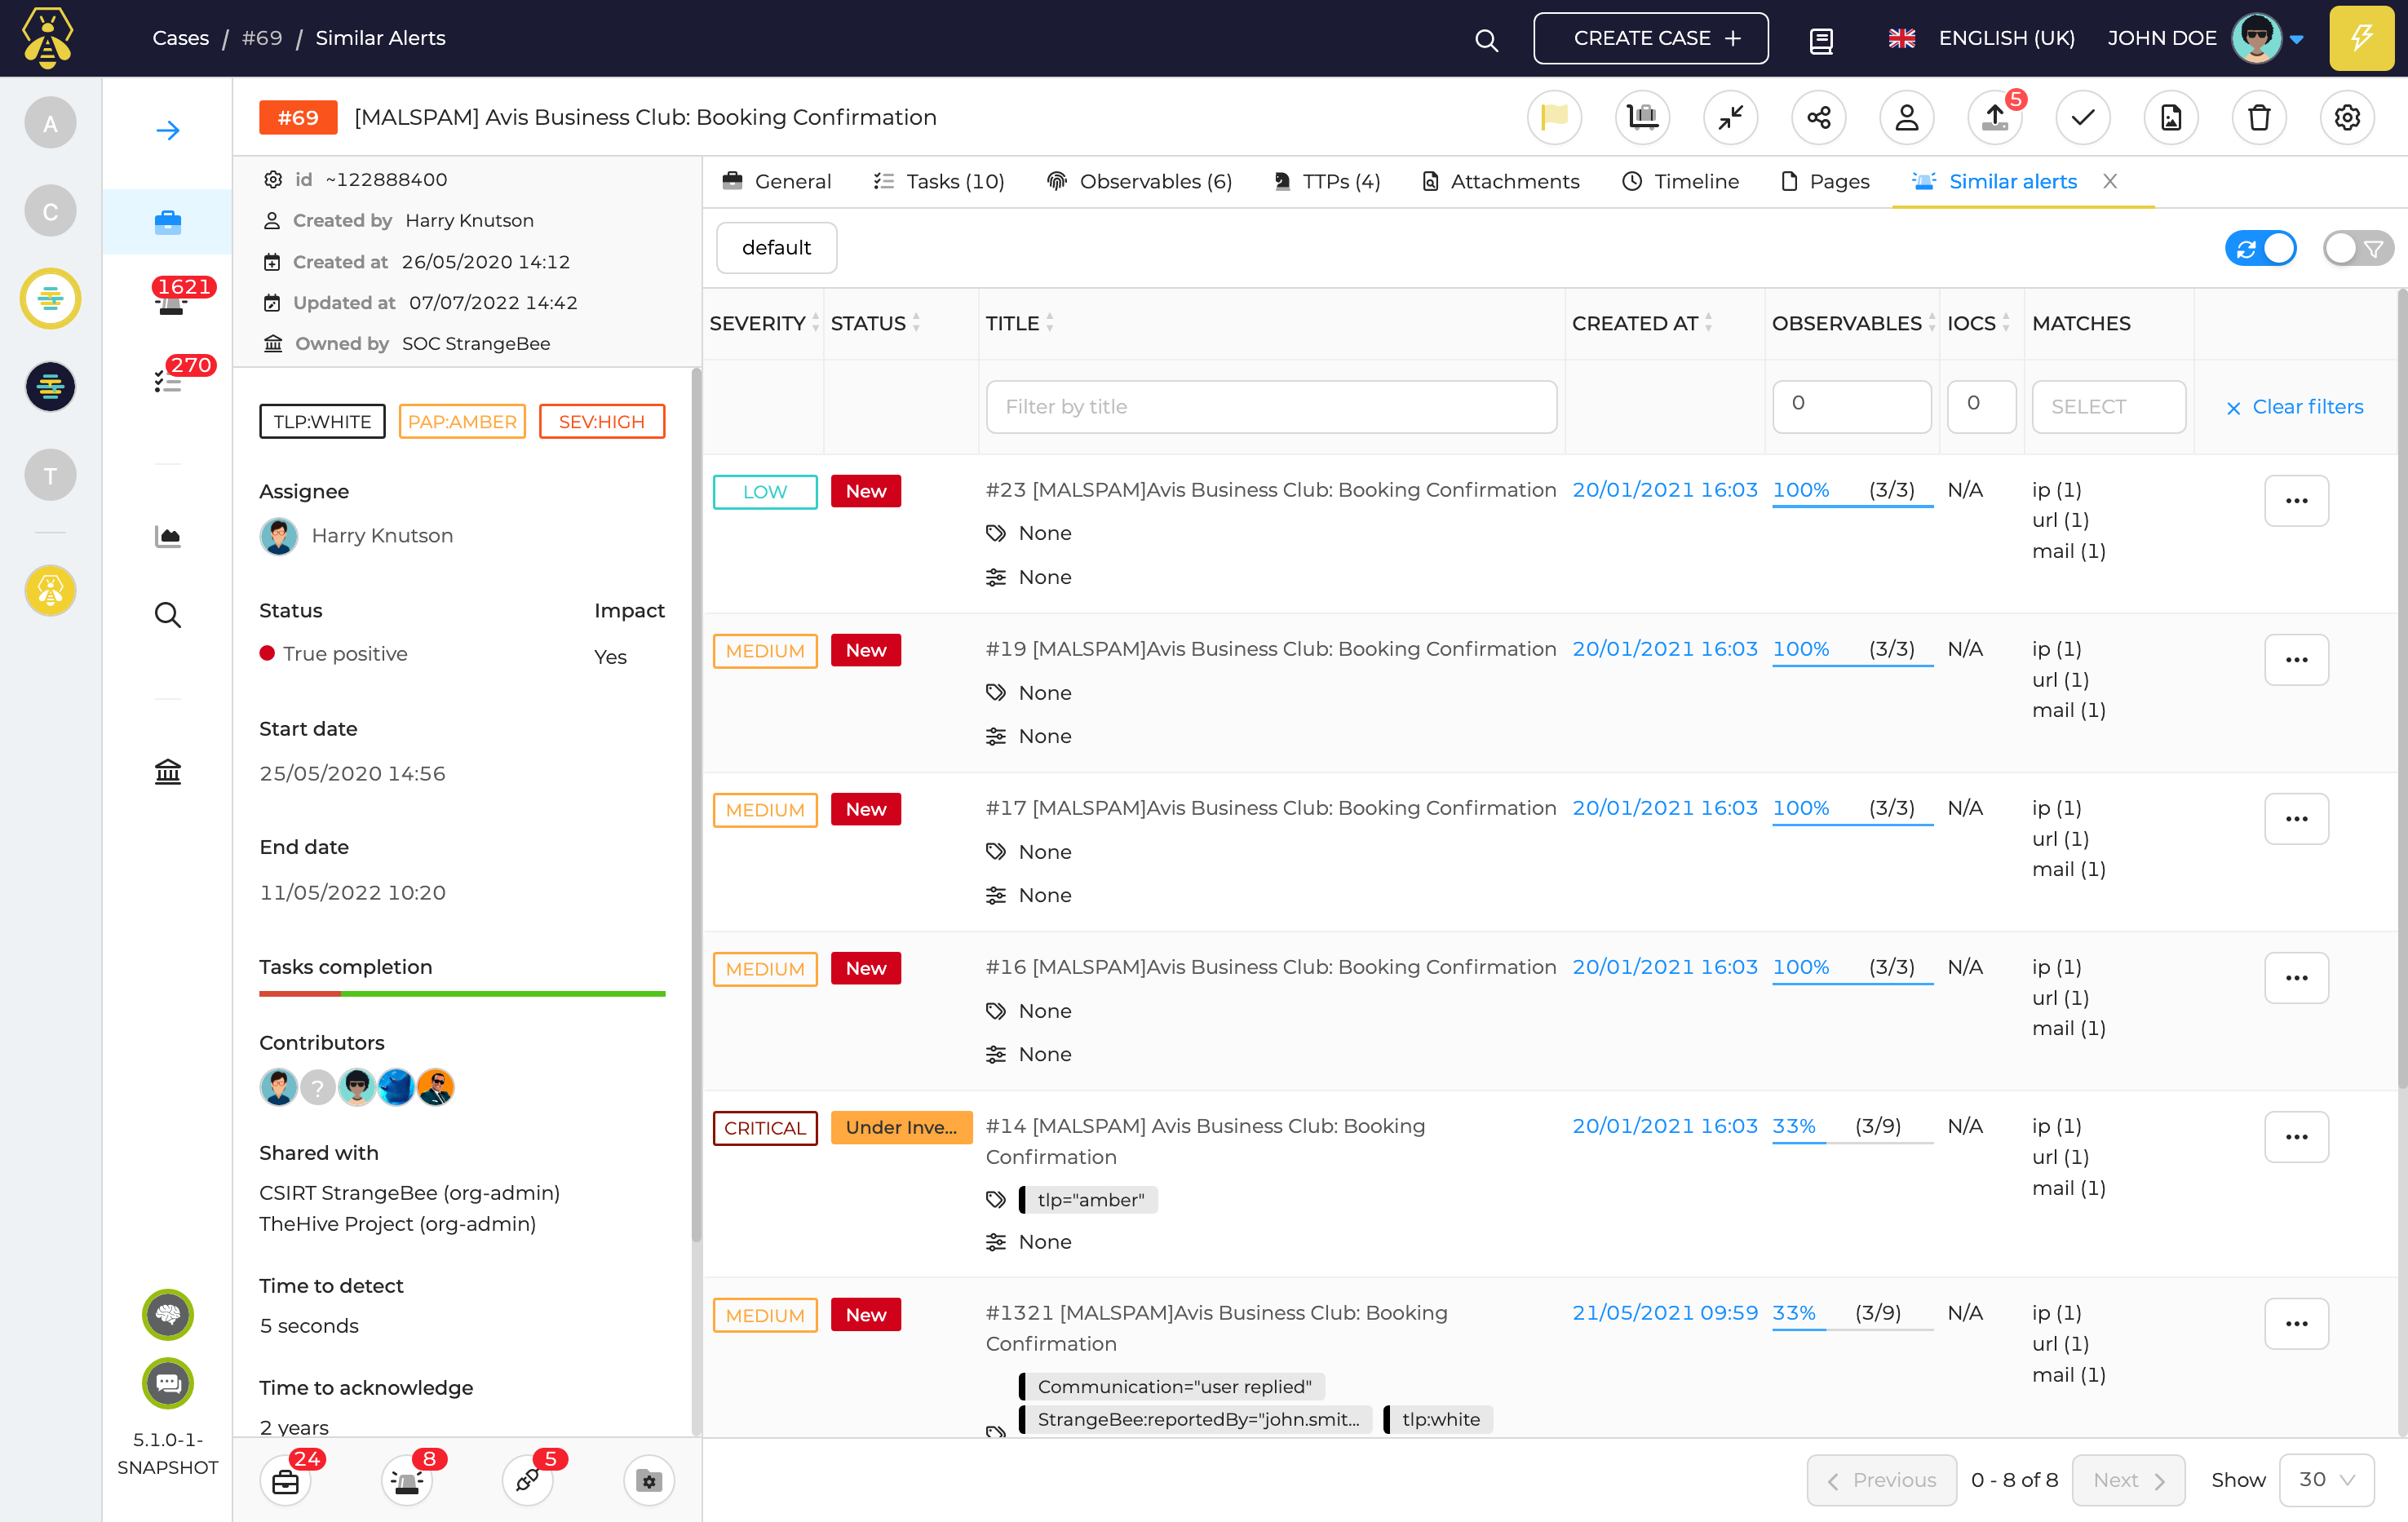 Cases / #69 / Similar Alerts
CREATE CASE +
ENGLISH (UK)
JOHN DOE
A
C
T
1621
270
5.1.0-1-
SNAPSHOT
#69 [MALSPAM] Avis Business Club: Booking Confirmation
5
id ~122888400
Created by Harry Knutson
Created at 26/05/2020 14:12
Updated at 07/07/2022 14:42
Owned by SOC StrangeBee
TLP:WHITE PAP:AMBER SEV:HIGH
Assignee
Harry Knutson
Status Impact
True positive Yes
Start date
25/05/2020 14:56
End date
11/05/2022 10:20
Tasks completion
Contributors
?
Shared with
CSIRT StrangeBee (org-admin)
TheHive Project (org-admin)
Time to detect
5 seconds
Time to acknowledge
2 years
24 8 5
General Tasks (10) Observables (6) TTPs (4) Attachments Timeline Pages Similar alerts X
default
SEVERITY STATUS TITLE CREATED AT OBSERVABLES IOCS MATCHES
Filter by title 0 0 SELECT Clear filters
LOW New #23 [MALSPAM]Avis Business Club: Booking Confirmation 20/01/2021 16:03 100% (3/3) N/A ip (1)
url (1)
None
mail (1)
None
MEDIUM New #19 [MALSPAM]Avis Business Club: Booking Confirmation 20/01/2021 16:03 100% (3/3) N/A ip (1)
url (1)
None
mail (1)
None
MEDIUM New #17 [MALSPAM]Avis Business Club: Booking Confirmation 20/01/2021 16:03 100% (3/3) N/A ip (1)
url (1)
None
mail (1)
None
MEDIUM New #16 [MALSPAM]Avis Business Club: Booking Confirmation 20/01/2021 16:03 100% (3/3) N/A ip (1)
url (1)
None
mail (1)
None
CRITICAL Under Inve... #14 [MALSPAM] Avis Business Club: Booking 20/01/2021 16:03 33% (3/9) N/A ip (1)
Confirmation url (1)
tlp="amber" mail (1)
None
MEDIUM New #1321 [MALSPAM]Avis Business Club: Booking 21/05/2021 09:59 33% (3/9) N/A ip (1)
Confirmation url (1)
Communication="user replied" mail (1)
StrangeBee:reportedBy="john.smit... tlp:white
Previous 0 - 8 of 8 Next Show 30